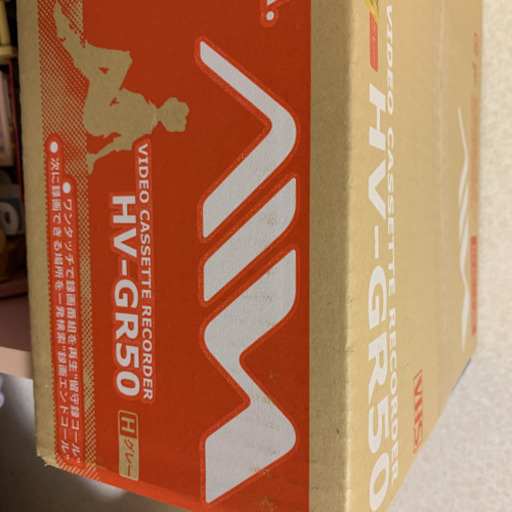 A.
VIDEO CASSETTE RECORDER
HV-GR50
H グレー
● ワンタッチで録画番組を再生"留守録コール"
● 次に録画できる場所を一発検索"録画エンドコール"
VIDEO CASSETTE RECORDER
HV-GR50
VHS